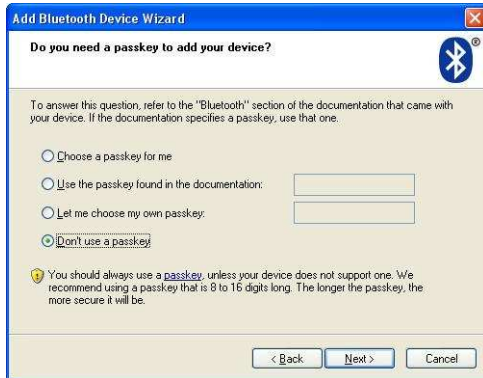 Add Bluetooth Device Wizard
Do you need a passkey to add your device?
®
To answer this question, refer to the "Bluetooth" section of the documentation that came with
your device. If the documentation specifies a passkey, use that one.
Choose a passkey for me
Use the passkey found in the documentation:
Let me choose my own passkey:
Don't use a passkey
You should always use a passkey, unless your device does not support one. We
recommend using a passkey that is 8 to 16 digits long. The longer the passkey, the
more secure it will be.
< Back Next > Cancel